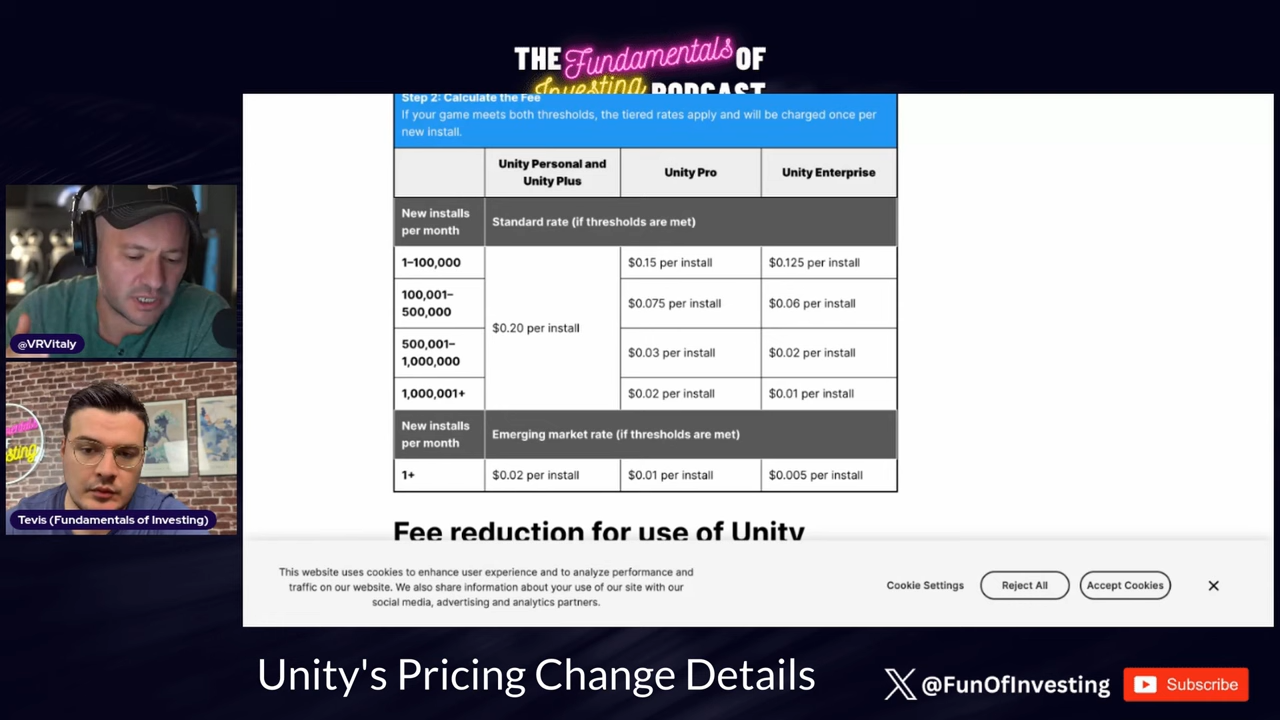 THE Fundamentals OF
Investing PODCAST
Step 2: Calculate the Fee
If your game meets both thresholds, the tiered rates apply and will be charged once per
new install.
Unity Personal and
Unity Plus
Unity Pro
Unity Enterprise
New installs
per month
Standard rate (if thresholds are met)
1–100,000
$0.15 per install
$0.125 per install
100,001–
500,000
$0.075 per install
$0.06 per install
$0.20 per install
500,001–
1,000,000
$0.03 per install
$0.02 per install
1,000,001+
$0.02 per install
$0.01 per install
New installs
per month
Emerging market rate (if thresholds are met)
1+
$0.02 per install
$0.01 per install
$0.005 per install
Fee reduction for use of Unity
This website uses cookies to enhance user experience and to analyze performance and
traffic on our website. We also share information about your use of our site with our
social media, advertising and analytics partners.
Cookie Settings
Reject All
Accept Cookies
@VRVitaly
Tevis (Fundamentals of Investing)
Unity's Pricing Change Details
@FunOfInvesting
Subscribe